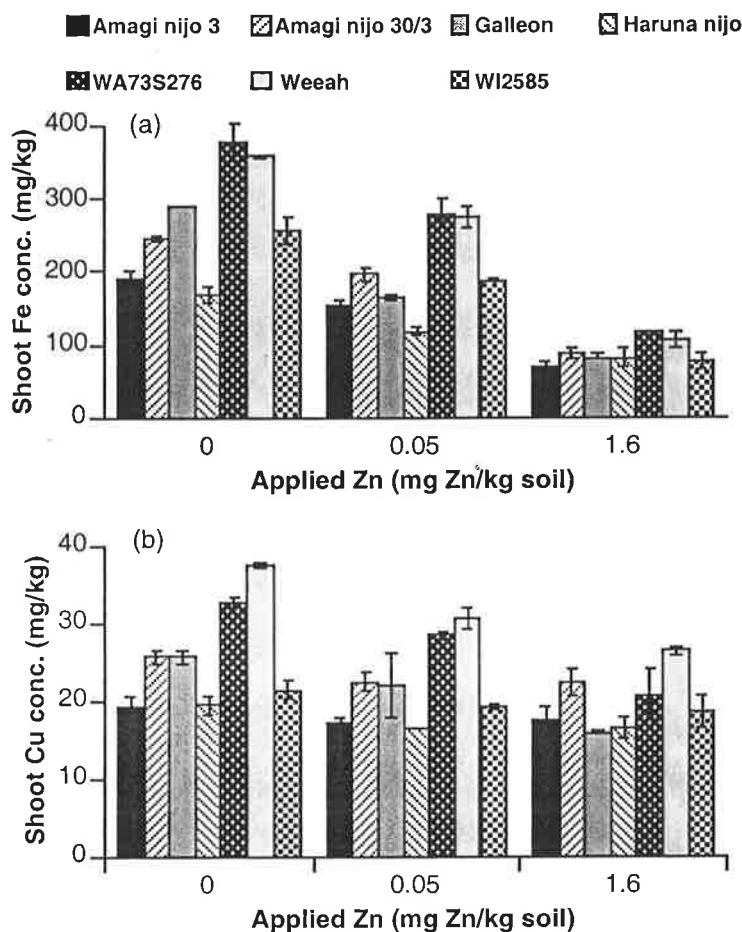 Amagi nijo 3 Amagi nijo 30/3 Galleon Haruna nijo
WA73S276 Weeah WI2585
(a)
Shoot Fe conc. (mg/kg)
400
300
200
100
0
0 0.05 1.6
Applied Zn (mg Zn/kg soil)
(b)
Shoot Cu conc. (mg/kg)
40
30
20
10
0
0 0.05 1.6
Applied Zn (mg Zn/kg soil)